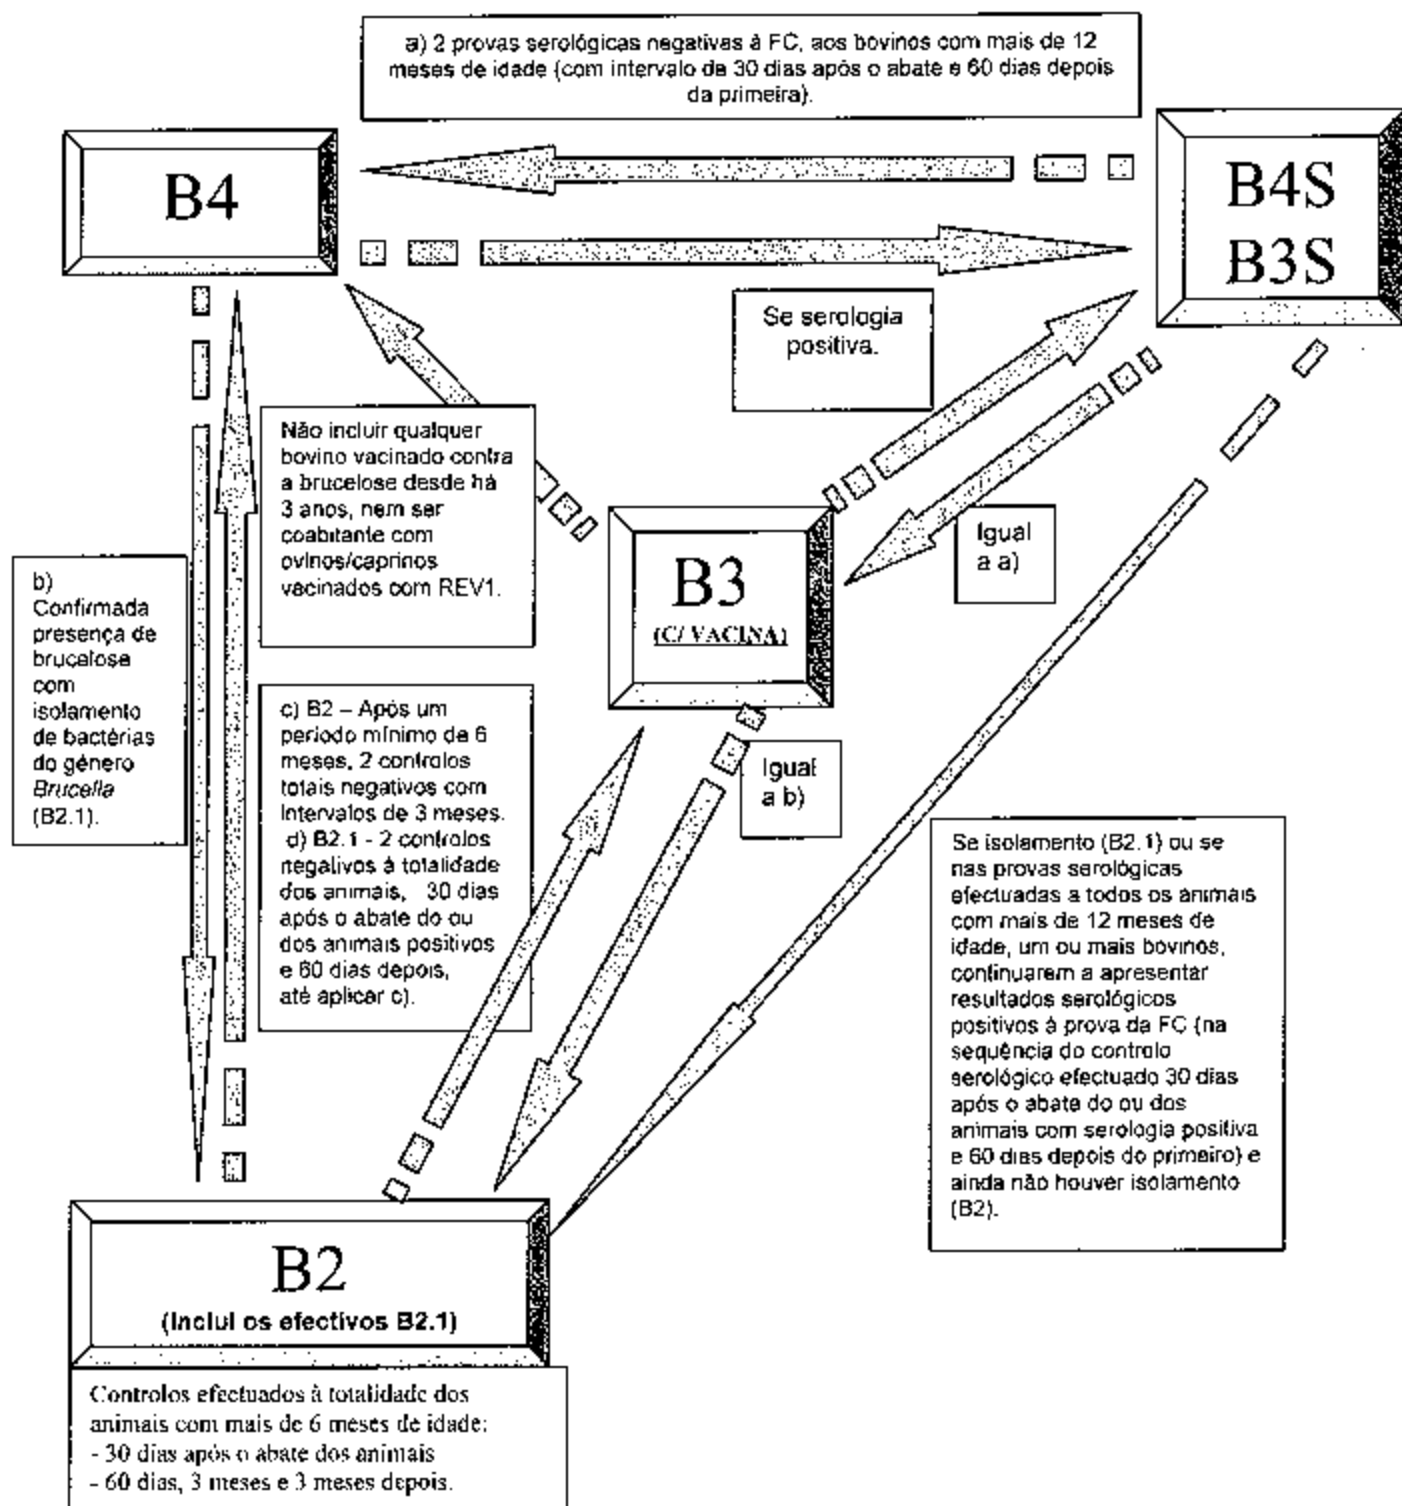 a) 2 provas serológicas negativas à FC, aos bovinos com mais de 12
meses de idade (com intervalo de 30 dias após o abate e 60 dias depois
da primeira).
B4
B4S
B3S
Se serologia
positiva.
Não incluir qualquer
bovino vacinado contra
a brucelose desde há
3 anos, nem ser
coabitante com
ovinos/caprinos
vacinados com REV1.
B3
(C/ VACINA)
Igual
a a)
b)
Confirmada
presença de
brucelose
com
isolamento
de bactérias
do género
Brucella
(B2.1).
c) B2 – Após um
período mínimo de 6
meses, 2 controlos
totais negativos com
Intervalos de 3 meses.
d) B2.1 - 2 controlos
negativos à totalidade
dos animais, 30 dias
após o abate do ou
dos animais positivos
e 60 dias depois,
até aplicar c).
Igual
a b)
Se isolamento (B2.1) ou se
nas provas serológicas
efectuadas a todos os animais
com mais de 12 meses de
idade, um ou mais bovinos,
continuarem a apresentar
resultados serológicos
positivos à prova da FC (na
sequência do controlo
serológico efectuado 30 dias
após o abate do ou dos
animais com serologia positiva
e 60 dias depois do primeiro) e
ainda não houver isolamento
(B2).
B2
(Inclui os efectivos B2.1)
Controlos efectuados à totalidade dos
animais com mais de 6 meses de idade:
- 30 dias após o abate dos animais
- 60 dias, 3 meses e 3 meses depois.